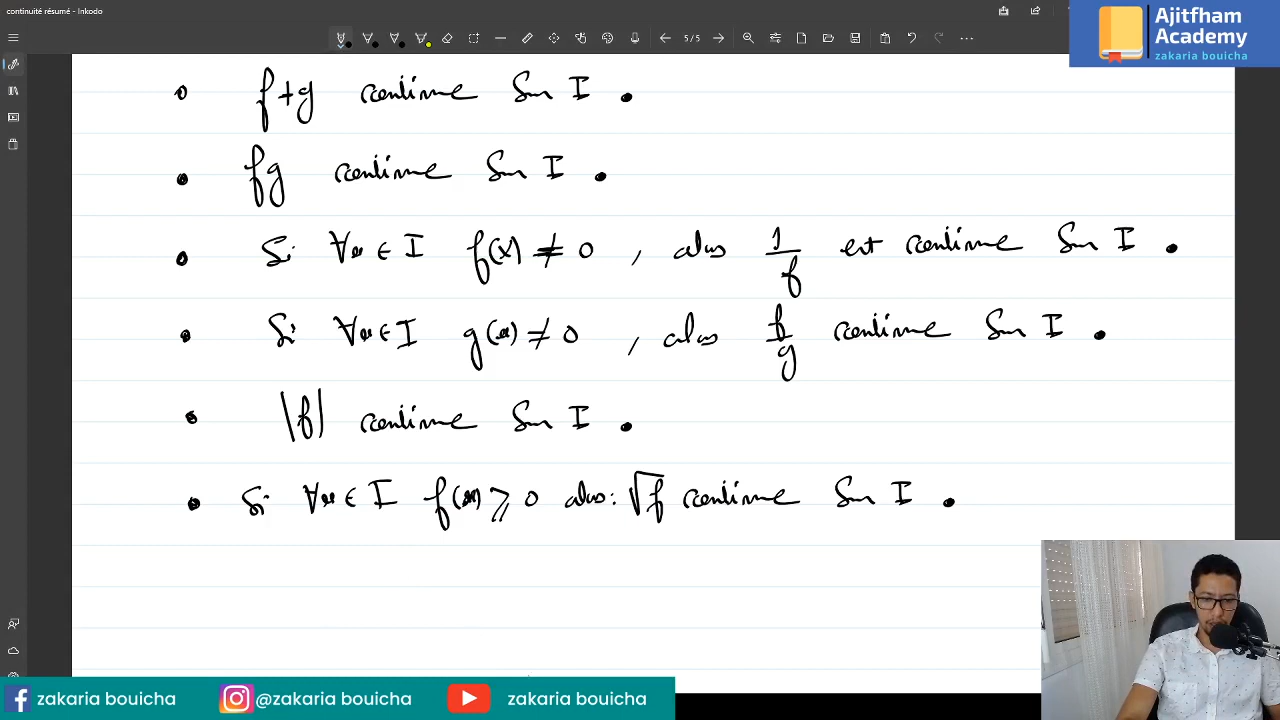 continuité résumé - Inkodo
5/5
Ajitfham
Academy
zakaria bouicha
• f+g continue sur I .
• fg continue sur I .
• Si ∀x ∈ I f(x) ≠ 0 , alors 1/f est continue sur I .
• Si ∀x ∈ I g(x) ≠ 0 , alors f/g continue sur I .
• |f| continue sur I .
• Si ∀x ∈ I f(x) ⩾ 0 alors : √f continue sur I .
zakaria bouicha @zakaria bouicha zakaria bouicha